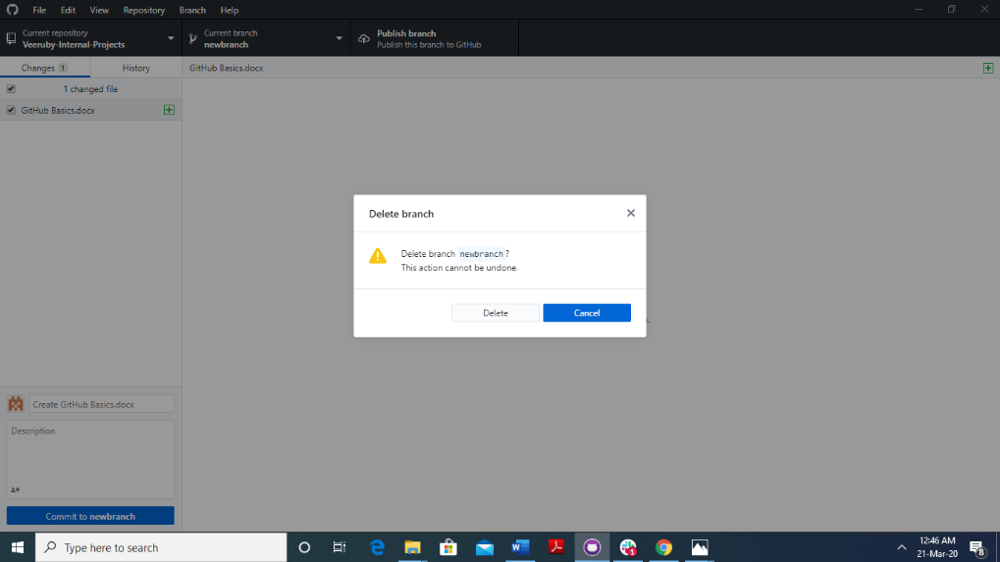 File Edit View Repository Branch Help
Current repository
Veeruby-Internal-Projects
Current branch
newbranch
Publish branch
Publish this branch to GitHub
Changes 1 History
GitHub Basics.docx
1 changed file
GitHub Basics.docx
Delete branch
Delete branch newbranch?
This action cannot be undone.
Delete Cancel
Create GitHub Basics.docx
Description
Commit to newbranch
Type here to search
1
12:46 AM
21-Mar-20
8